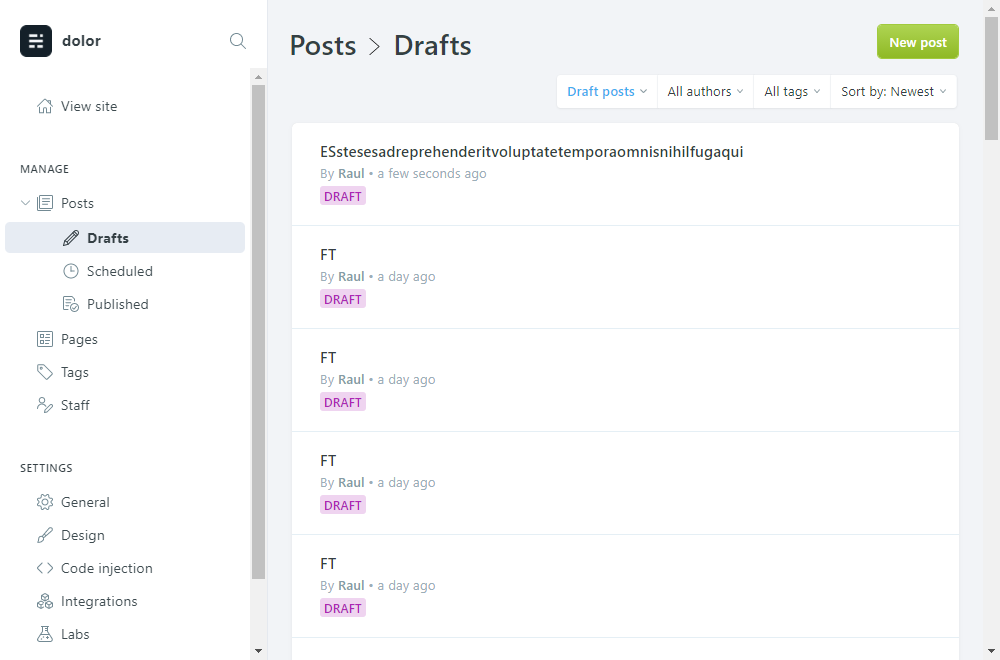 dolor
View site
MANAGE
Posts
Drafts
Scheduled
Published
Pages
Tags
Staff
SETTINGS
General
Design
Code injection
Integrations
Labs
Posts > Drafts
New post
Draft posts
All authors
All tags
Sort by: Newest
ESstesesadreprehenderitvoluptatetemporaomnisnihilfugaqui
By Raul • a few seconds ago
DRAFT
FT
By Raul • a day ago
DRAFT
FT
By Raul • a day ago
DRAFT
FT
By Raul • a day ago
DRAFT
FT
By Raul • a day ago
DRAFT